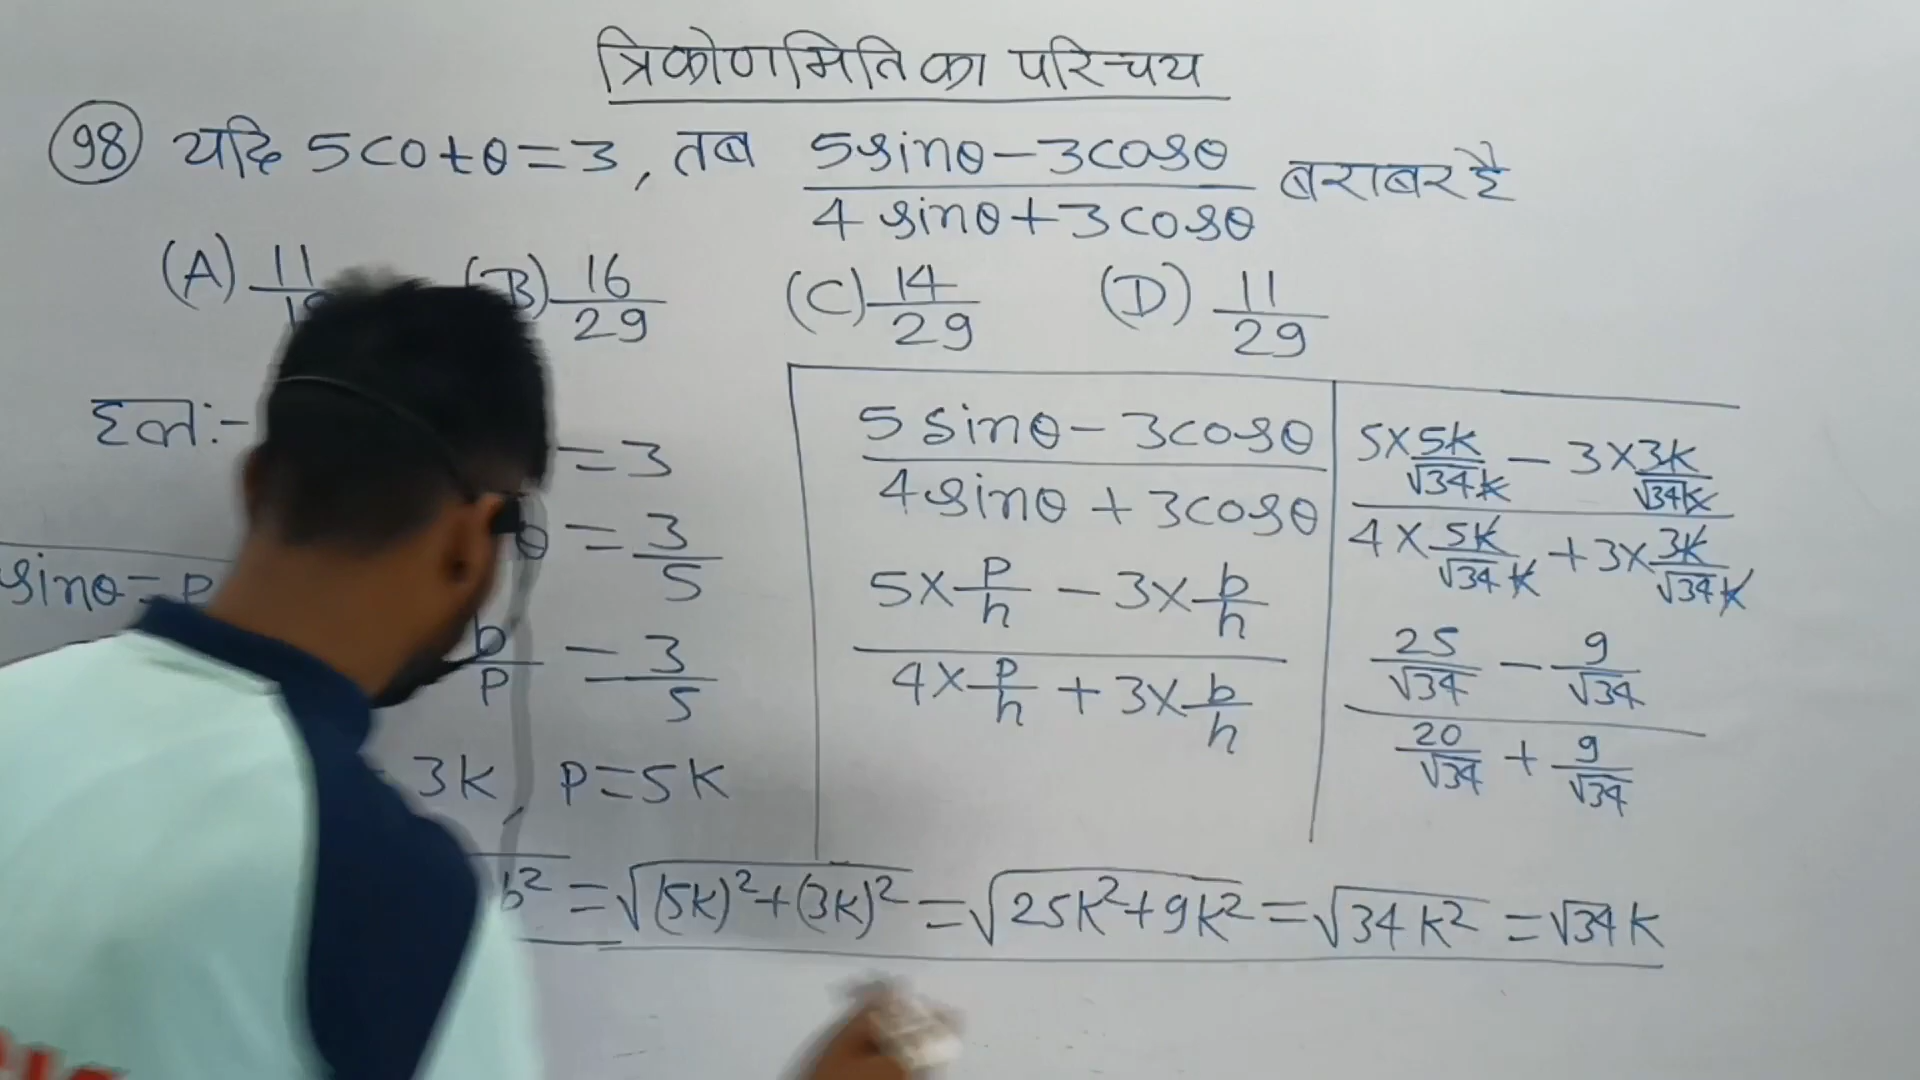 त्रिकोणमिति का परिचय
98 यदि 5cotθ=3, तब (5sinθ-3cosθ)/(4sinθ+3cosθ) बराबर है
(A) 11/ (B) 16/29 (C) 14/29 (D) 11/29
हल:-
=3
θ = 3/5
sinθ = P
b/P = 3/5
3K, P=5K
b² = √((5K)²+(3K)²) = √(25K²+9K²) = √(34K²) = √34 K
(5sinθ-3cosθ)/(4sinθ+3cosθ)
(5×P/h - 3×b/h)/(4×P/h + 3×b/h)
(5×5K/√34K - 3×3K/√34K)/(4×5K/√34K + 3×3K/√34K)
(25/√34 - 9/√34)/(20/√34 + 9/√34)